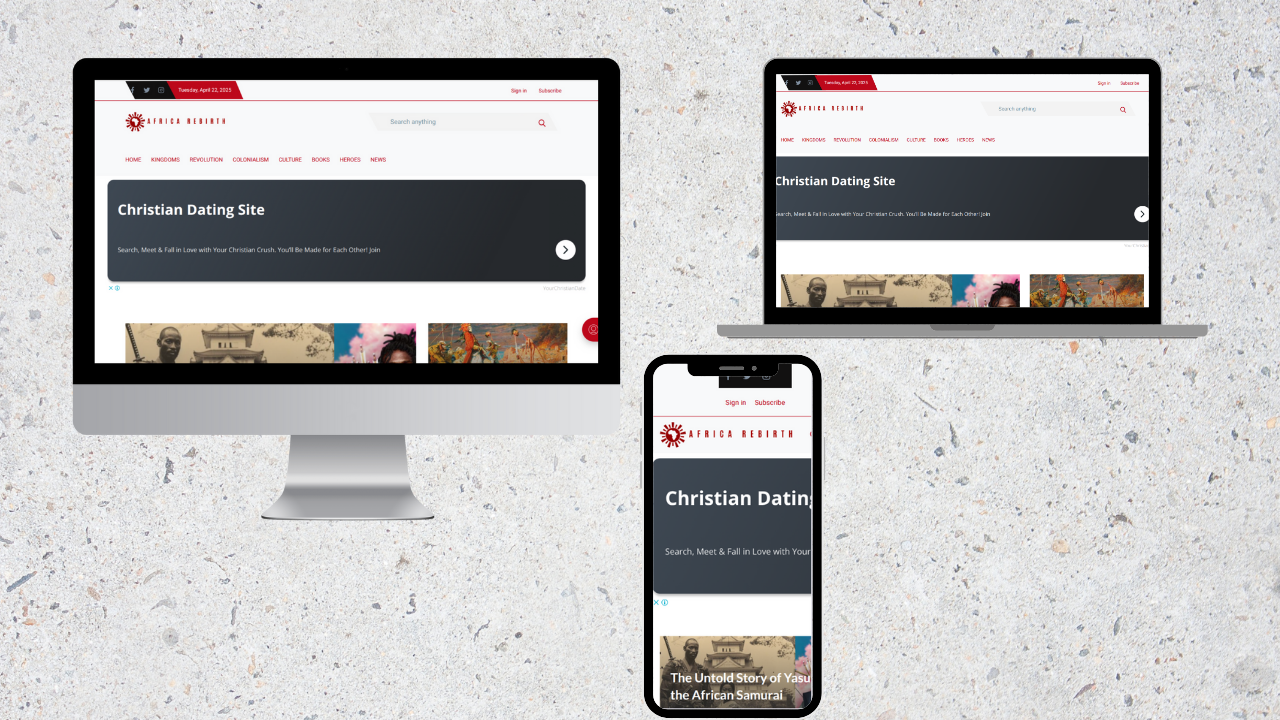 Tuesday, April 22, 2025
Sign in Subscribe
AFRICA REBIRTH
Search anything
HOME KINGDOMS REVOLUTION COLONIALISM CULTURE BOOKS HEROES NEWS
Christian Dating Site
Search, Meet & Fall in Love with Your Christian Crush. You'll Be Made for Each Other! Join
YourChristianDate
Tuesday, April 22, 2025
Sign in Subscribe
AFRICA REBIRTH
Search anything
HOME KINGDOMS REVOLUTION COLONIALISM CULTURE BOOKS HEROES NEWS
Christian Dating Site
Search, Meet & Fall in Love with Your Christian Crush. You'll Be Made for Each Other! Join
Sign in Subscribe
AFRICA REBIRTH
Christian Dating
Search, Meet & Fall in Love with Your
The Untold Story of Yasu
the African Samurai